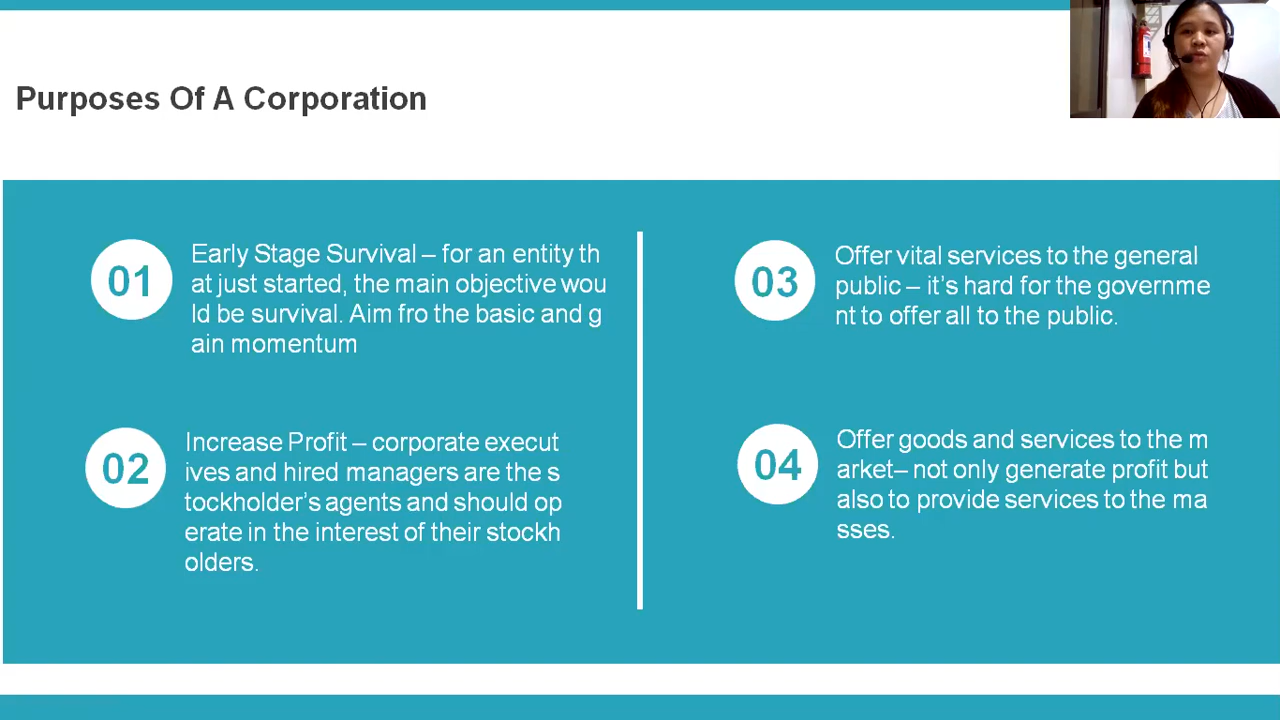 Purposes Of A Corporation
01
Early Stage Survival – for an entity th
at just started, the main objective wou
ld be survival. Aim fro the basic and g
ain momentum
02
Increase Profit – corporate execut
ives and hired managers are the s
tockholder's agents and should op
erate in the interest of their stockh
olders.
03
Offer vital services to the general
public – it's hard for the governme
nt to offer all to the public.
04
Offer goods and services to the m
arket– not only generate profit but
also to provide services to the ma
sses.